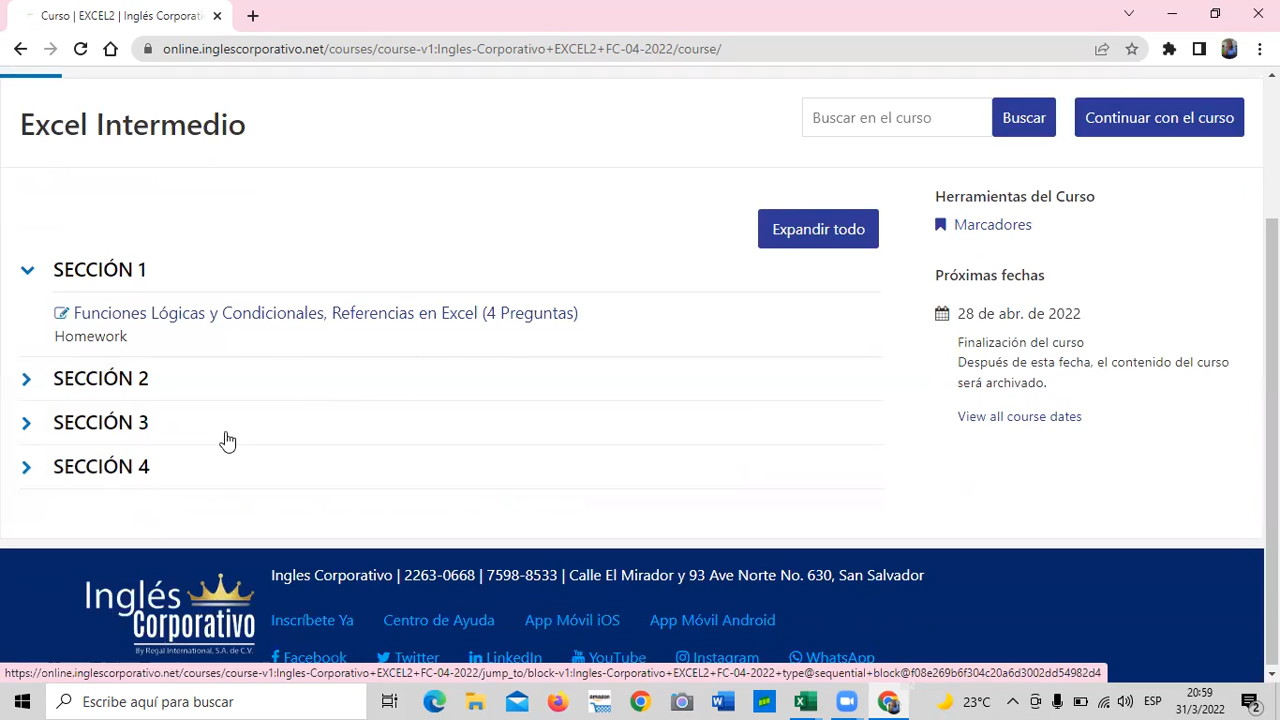 Curso | EXCEL2 | Inglés Corporati
online.inglescorporativo.net/courses/course-v1:Ingles-Corporativo+EXCEL2+FC-04-2022/course/
Excel Intermedio
Buscar en el curso
Buscar
Continuar con el curso
Herramientas del Curso
Marcadores
Expandir todo
SECCIÓN 1
Funciones Lógicas y Condicionales, Referencias en Excel (4 Preguntas)
Homework
SECCIÓN 2
SECCIÓN 3
SECCIÓN 4
Próximas fechas
28 de abr. de 2022
Finalización del curso
Después de esta fecha, el contenido del curso
será archivado.
View all course dates
Inglés
Corporativo
By Regal International, S.A. de C.V.
Ingles Corporativo | 2263-0668 | 7598-8533 | Calle El Mirador y 93 Ave Norte No. 630, San Salvador
Inscríbete Ya
Centro de Ayuda
App Móvil iOS
App Móvil Android
Facebook
Twitter
LinkedIn
YouTube
Instagram
WhatsApp
https://online.inglescorporativo.net/courses/course-v1:Ingles-Corporativo+EXCEL2+FC-04-2022/jump_to/block-v1:Ingles-Corporativo+EXCEL2+FC-04-2022+type@sequential+block@f08e269b6f304c20a6d3002dd54982d4
Escribe aquí para buscar
amazon
23°C
ESP
20:59
31/3/2022
2